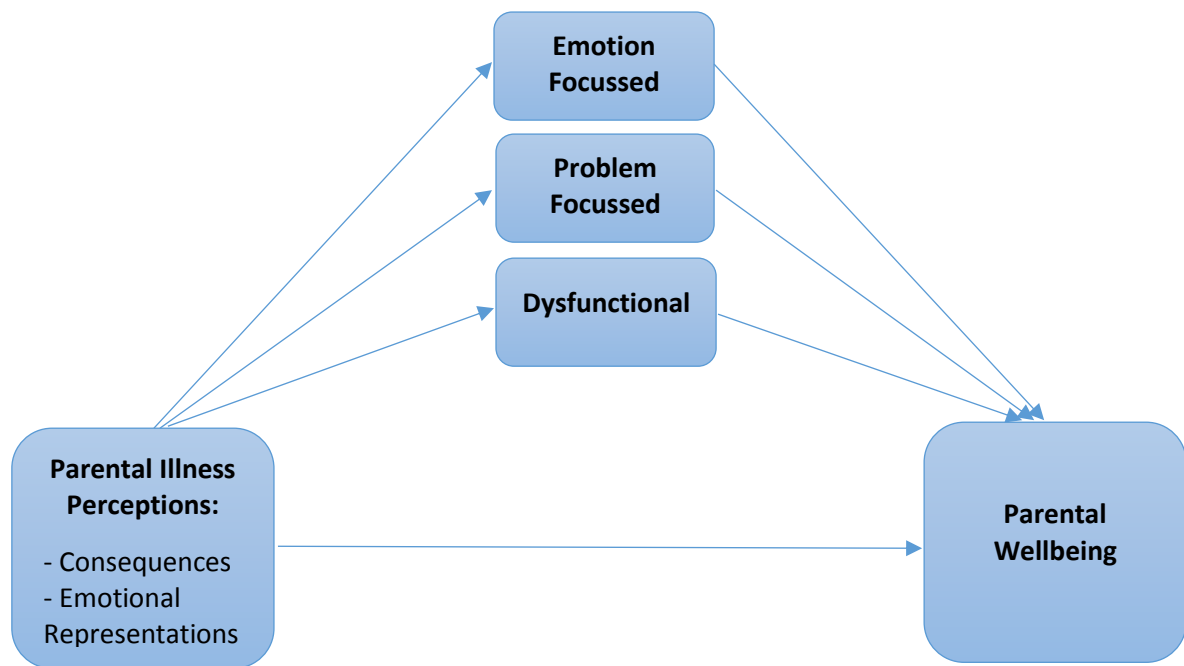 Emotion
Focussed
Problem
Focussed
Dysfunctional
Parental Illness
Perceptions:
- Consequences
- Emotional
Representations
Parental
Wellbeing